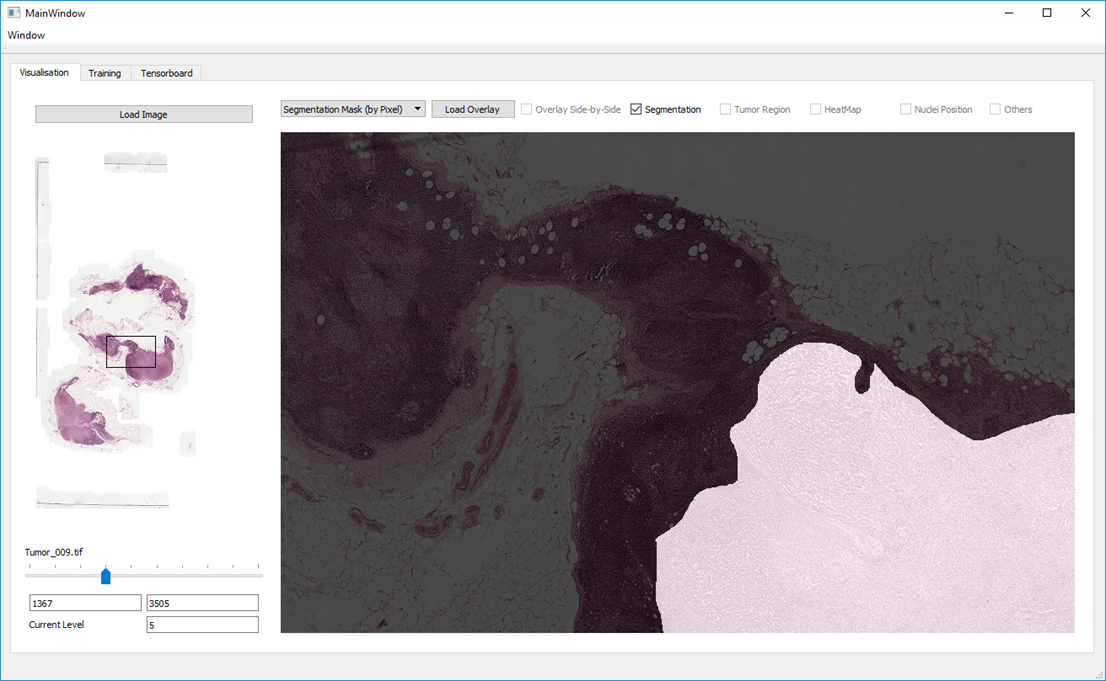 MainWindow
Window
Visualisation Training Tensorboard
Load Image
Segmentation Mask (by Pixel) Load Overlay Overlay Side-by-Side Segmentation Tumor Region HeatMap Nuclei Position Others
Tumor_009.tif
1367 3505
Current Level 5